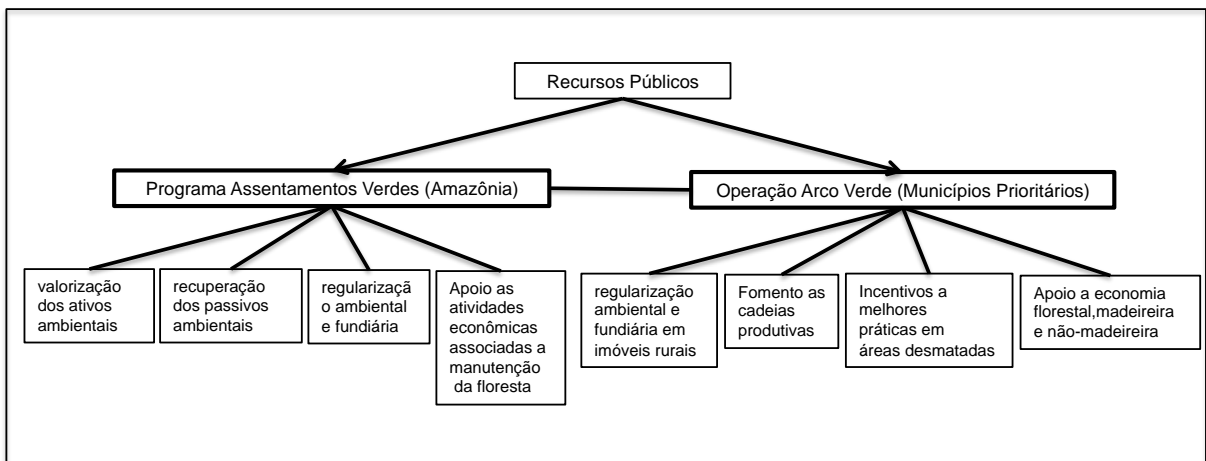 Recursos Públicos
Programa Assentamentos Verdes (Amazônia)
Operação Arco Verde (Municípios Prioritários)
valorização
dos ativos
ambientais
recuperação
dos passivos
ambientais
regularizaçã
o ambiental
e fundiária
Apoio as
atividades
econômicas
associadas a
manutenção
da floresta
regularização
ambiental e
fundiária em
imóveis rurais
Fomento as
cadeias
produtivas
Incentivos a
melhores
práticas em
áreas desmatadas
Apoio a economia
florestal,madeireira
e não-madeireira